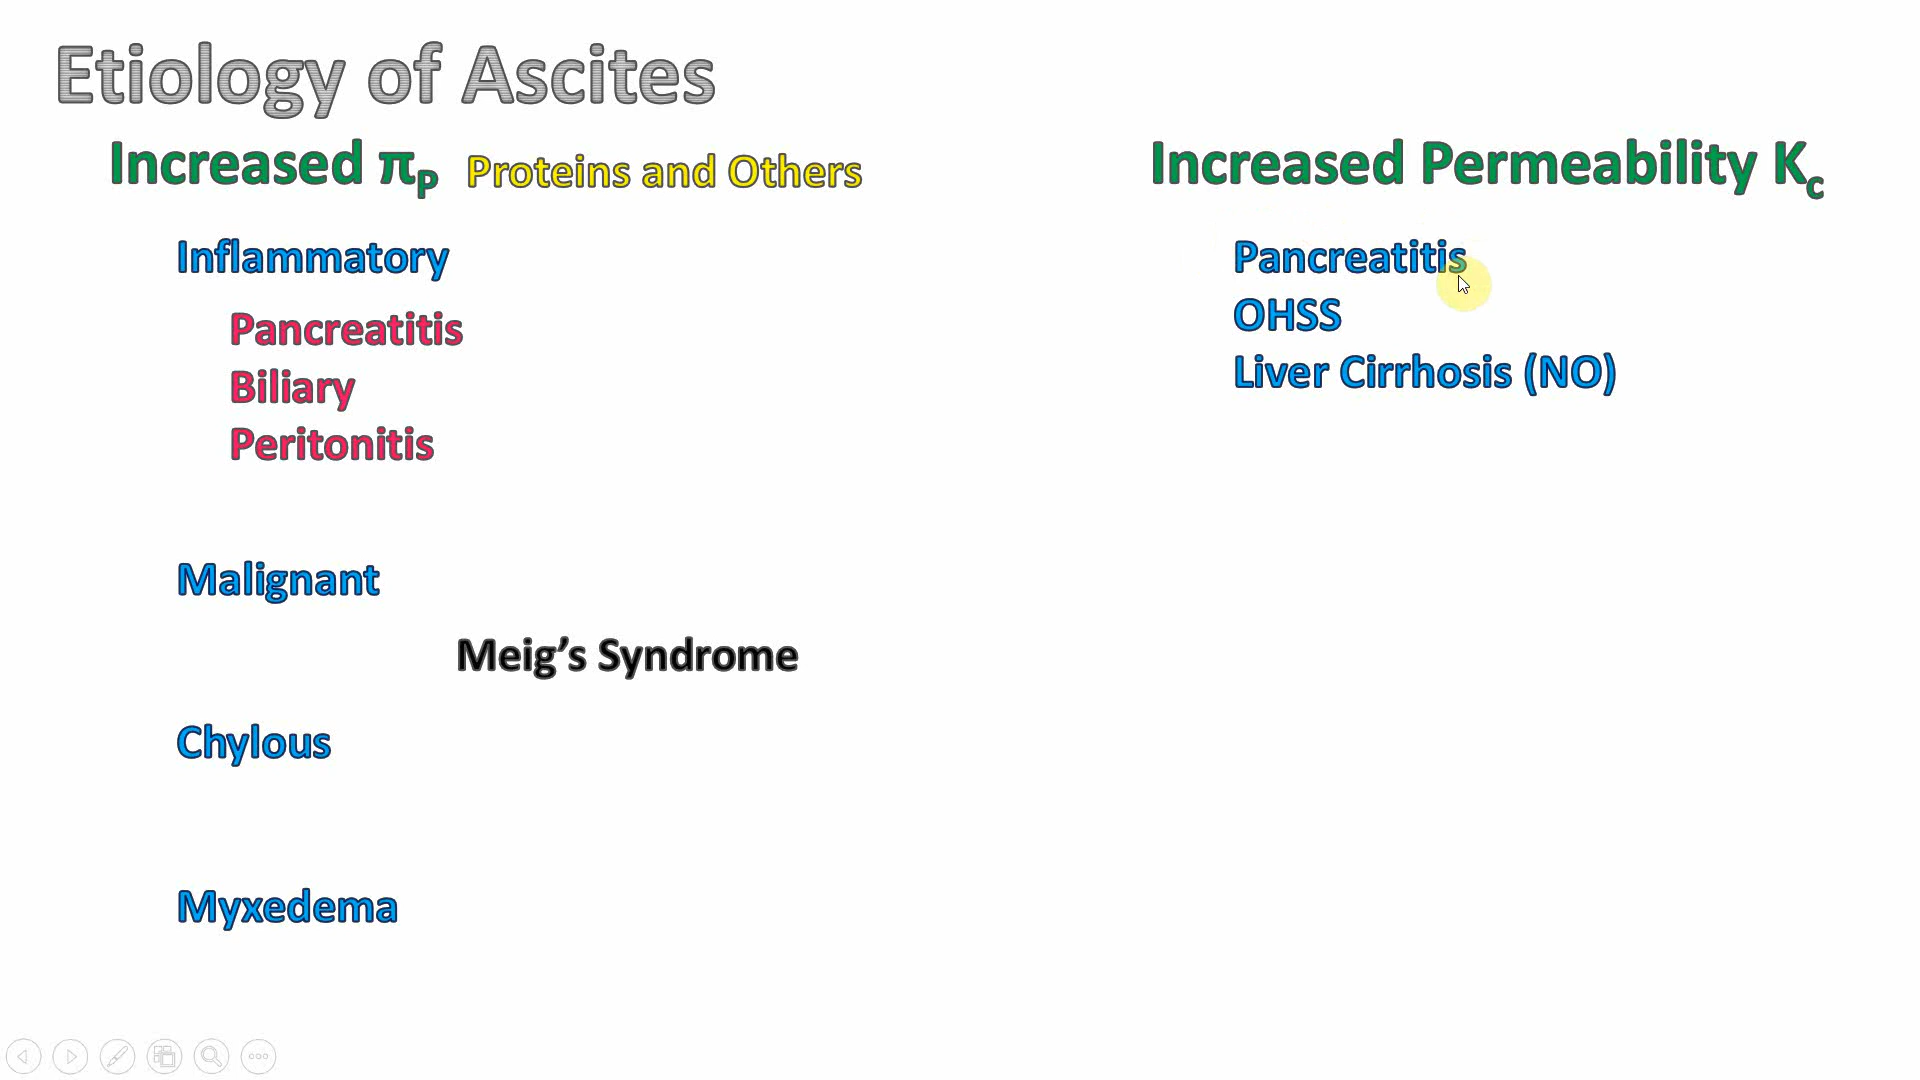 Etiology of Ascites
Increased πP Proteins and Others
Inflammatory
Pancreatitis
Biliary
Peritonitis
Malignant
Meig’s Syndrome
Chylous
Myxedema
Increased Permeability Kc
Pancreatitis
OHSS
Liver Cirrhosis (NO)